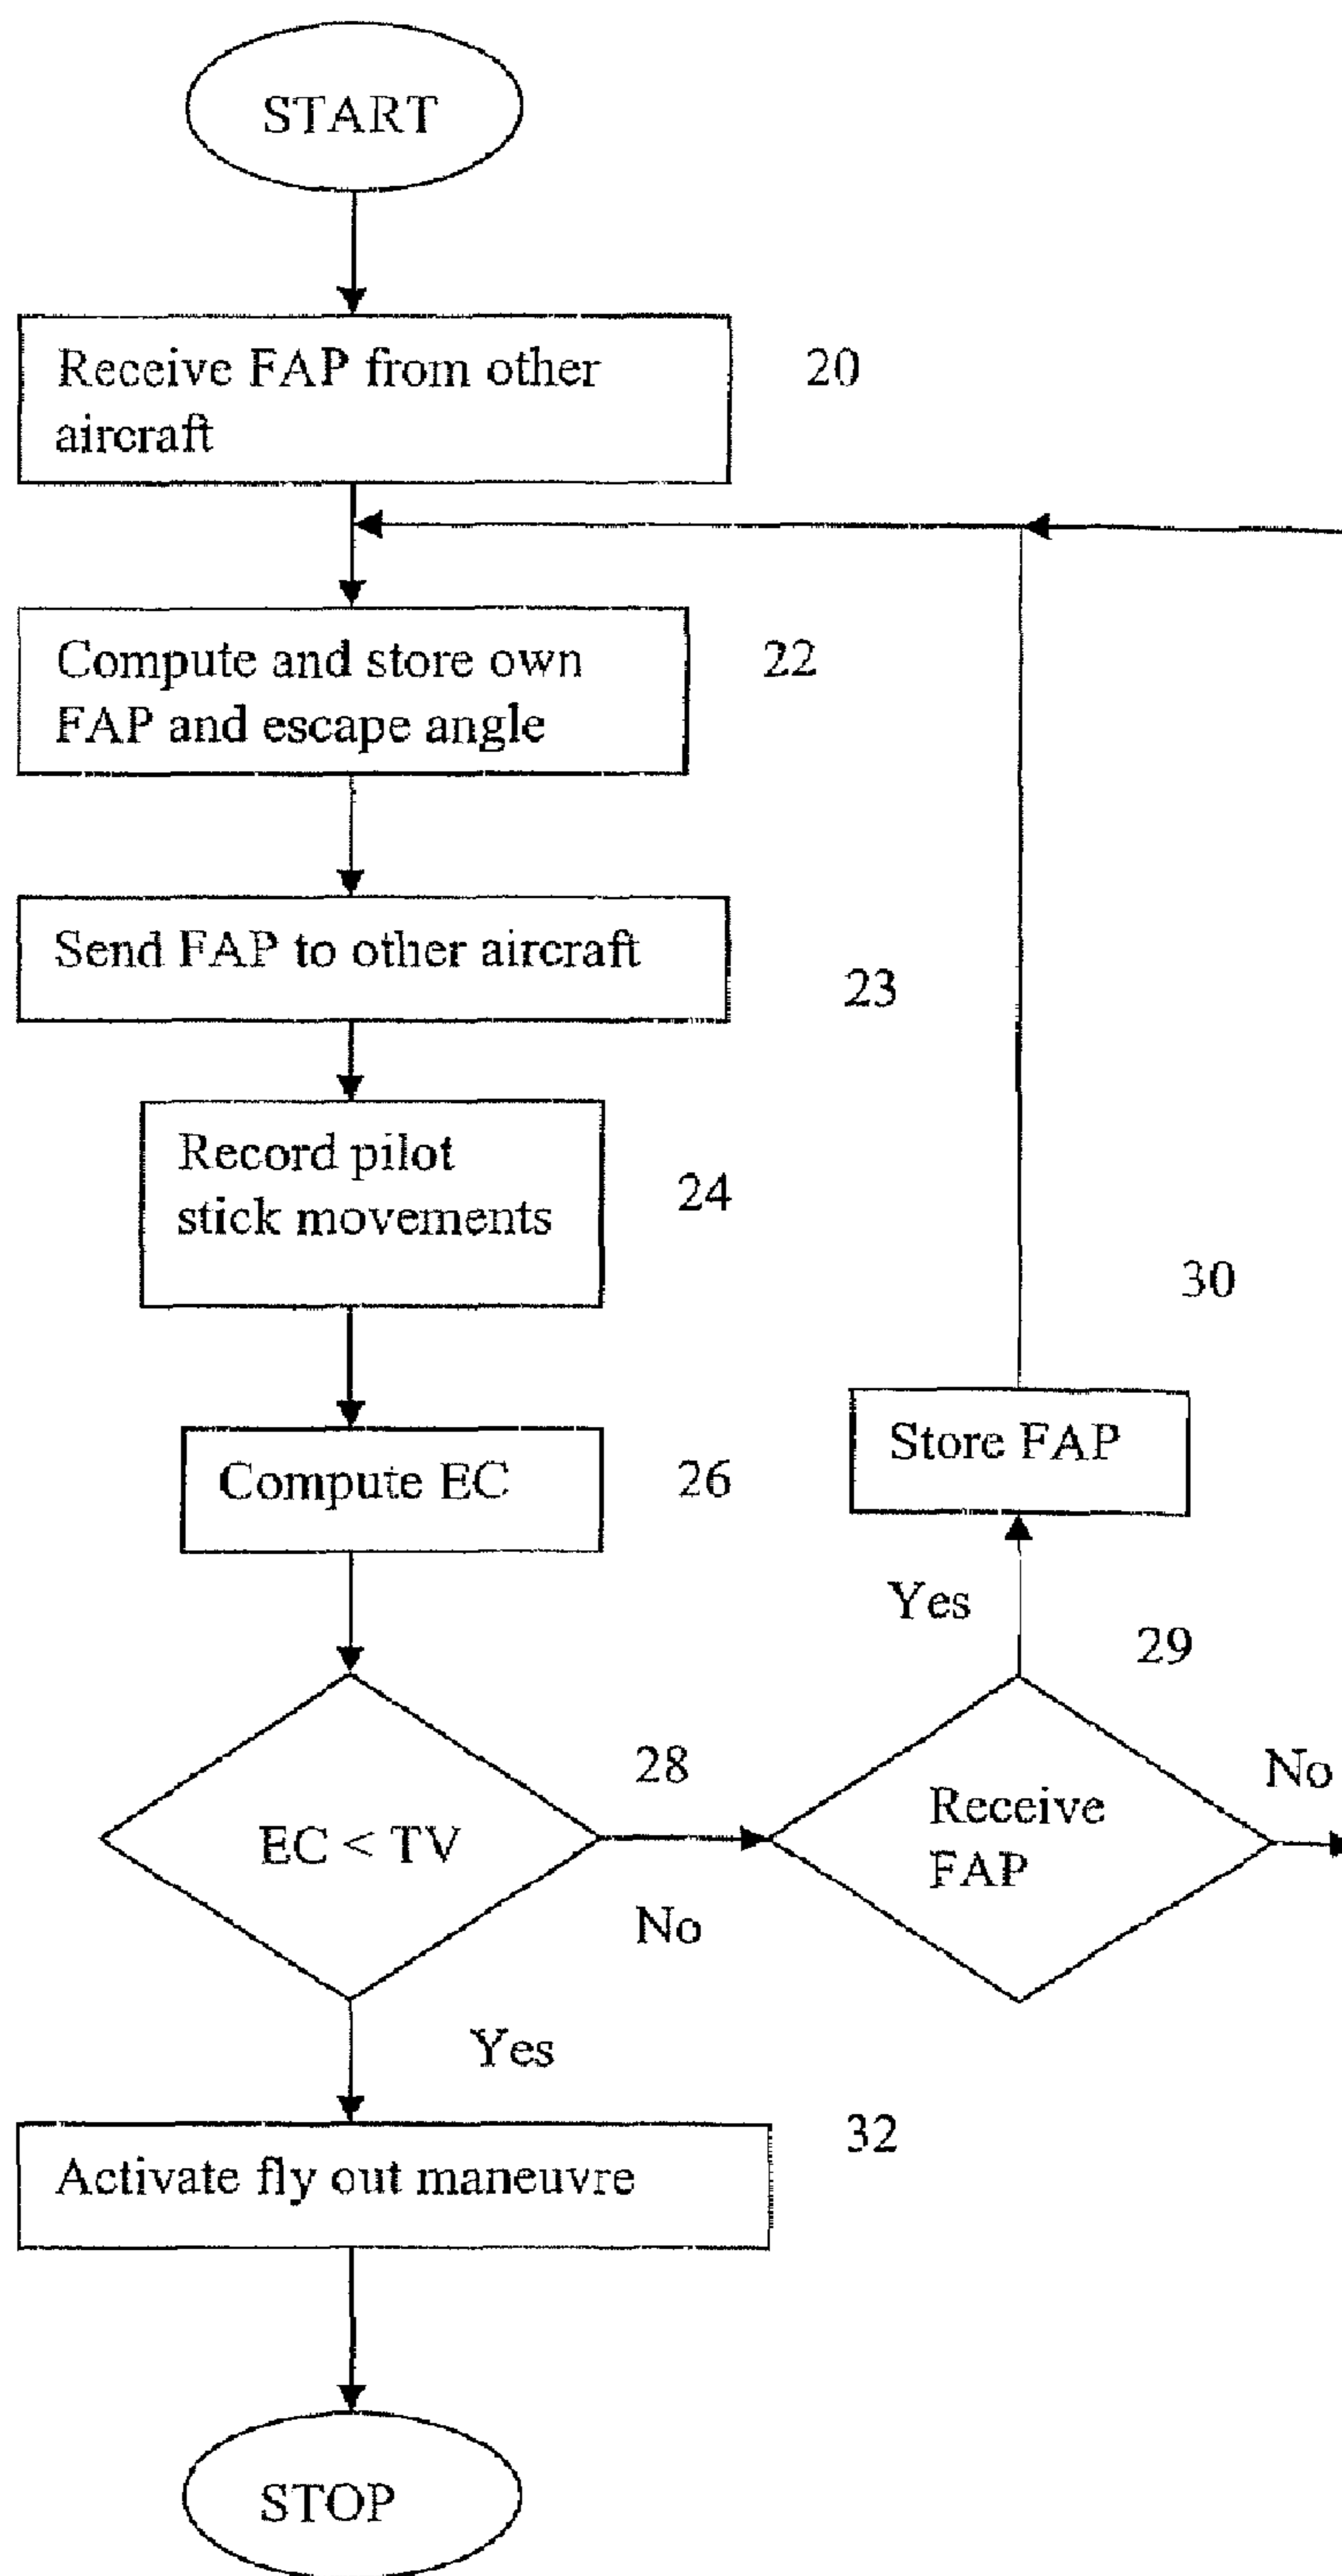 START
Receive FAP from other
aircraft
20
Compute and store own
FAP and escape angle
22
Send FAP to other aircraft
23
Record pilot
stick movements
24
30
Store FAP
Compute EC
26
Yes
29
28
No
EC < TV
Receive
FAP
No
Yes
32
Activate fly out maneuvre
STOP